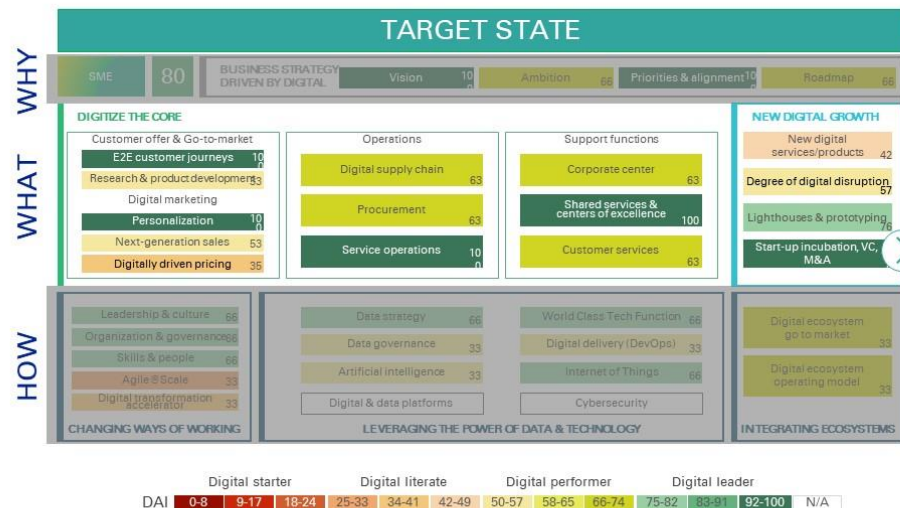 TARGET STATE
WHY
SME
80
BUSINESS STRATEGY
DRIVEN BY DIGITAL
Vision
10
0
Ambition
66
Priorities & alignment
10
0
Roadmap
66
WHAT
DIGITIZE THE CORE
Customer offer & Go-to-market
E2E customer journeys
10
0
Research & product development
53
Digital marketing
Personalization
10
0
Next-generation sales
53
Digitally driven pricing
35
Operations
Digital supply chain
63
Procurement
63
Service operations
10
0
Support functions
Corporate center
63
Shared services &
centers of excellence
100
Customer services
63
NEW DIGITAL GROWTH
New digital
services/products
42
Degree of digital disruption
57
Lighthouses & prototyping
76
Start-up incubation, VC,
M&A
HOW
Leadership & culture
66
Organization & governance
66
Skills & people
66
Agile @ Scale
33
Digital transformation
accelerator
33
CHANGING WAYS OF WORKING
Data strategy
66
Data governance
33
Artificial intelligence
33
Digital & data platforms
World Class Tech Function
66
Digital delivery (DevOps)
33
Internet of Things
66
Cybersecurity
LEVERAGING THE POWER OF DATA & TECHNOLOGY
Digital ecosystem
go to market
33
Digital ecosystem
operating model
33
INTEGRATING ECOSYSTEMS
Digital starter
Digital literate
Digital performer
Digital leader
DAI 0-8 9-17 18-24 25-33 34-41 42-49 50-57 58-65 66-74 75-82 83-91 92-100 N/A